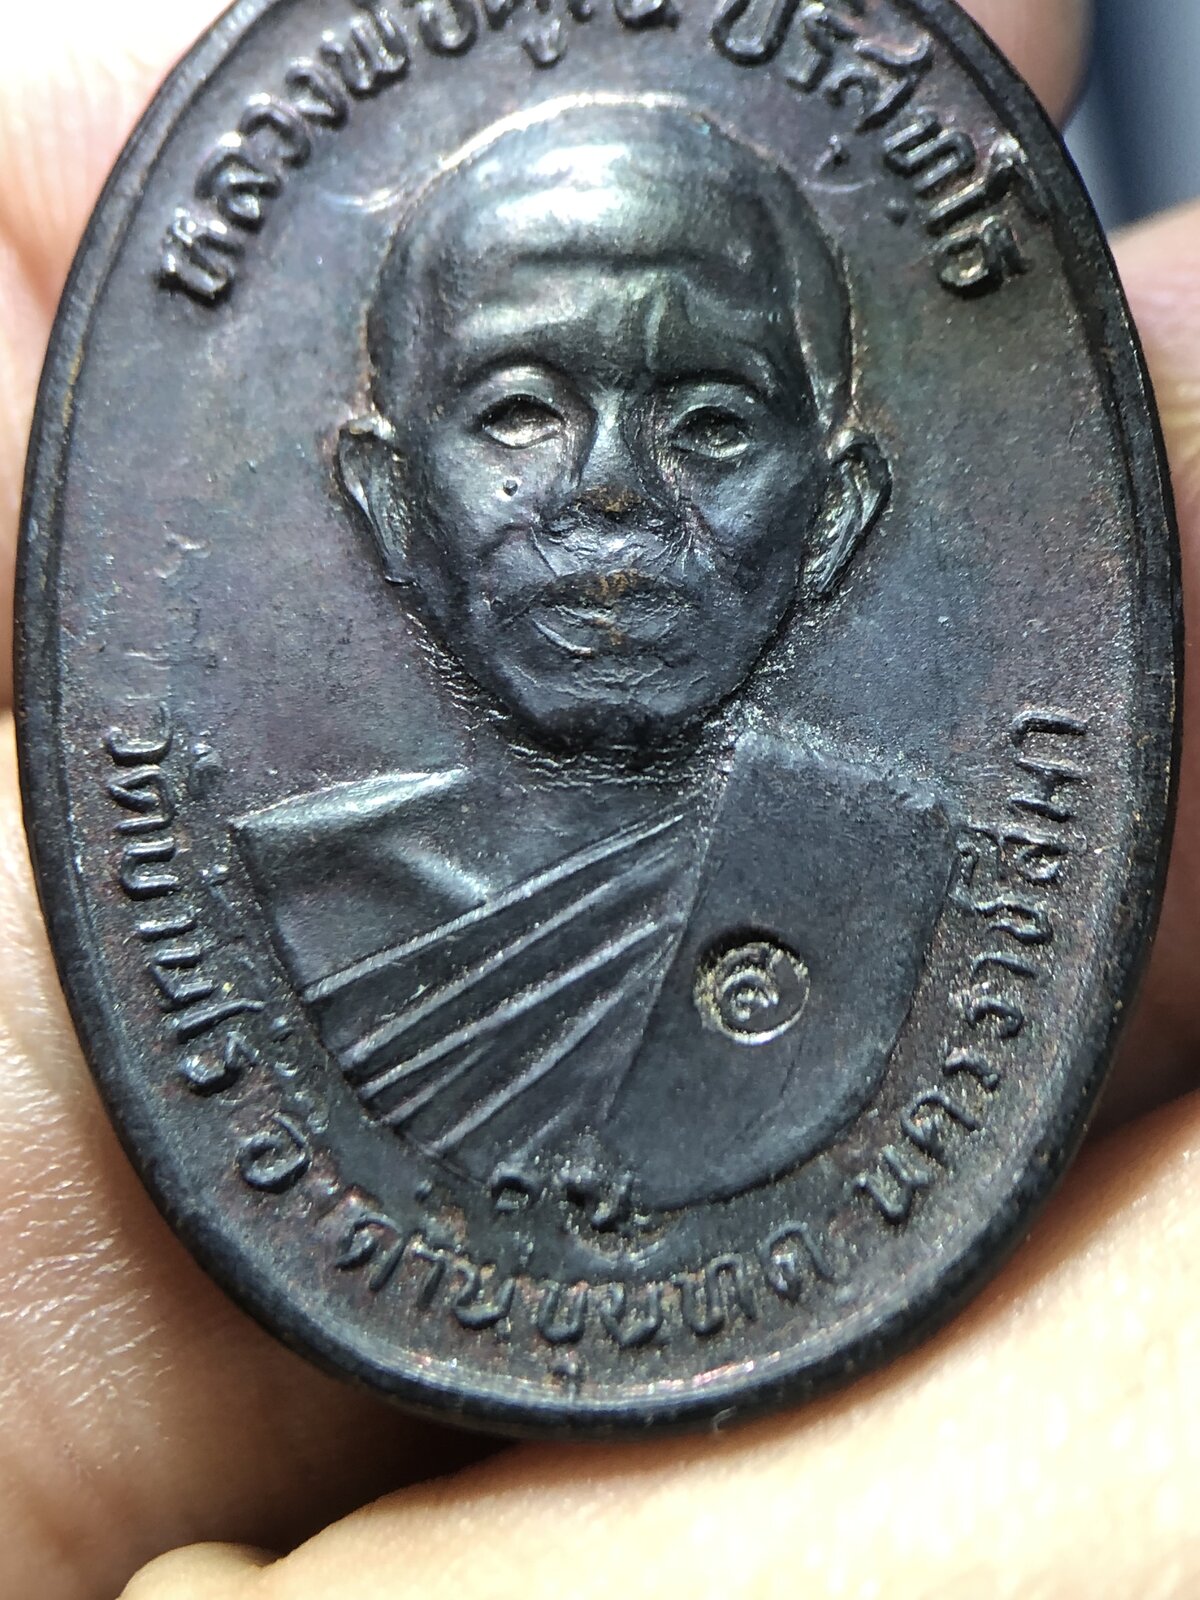 หลวงพ่อคูณ ปริสุทฺโธ
วัดบ้านไร่ อ.ด่านขุนทด นครราชสีมา